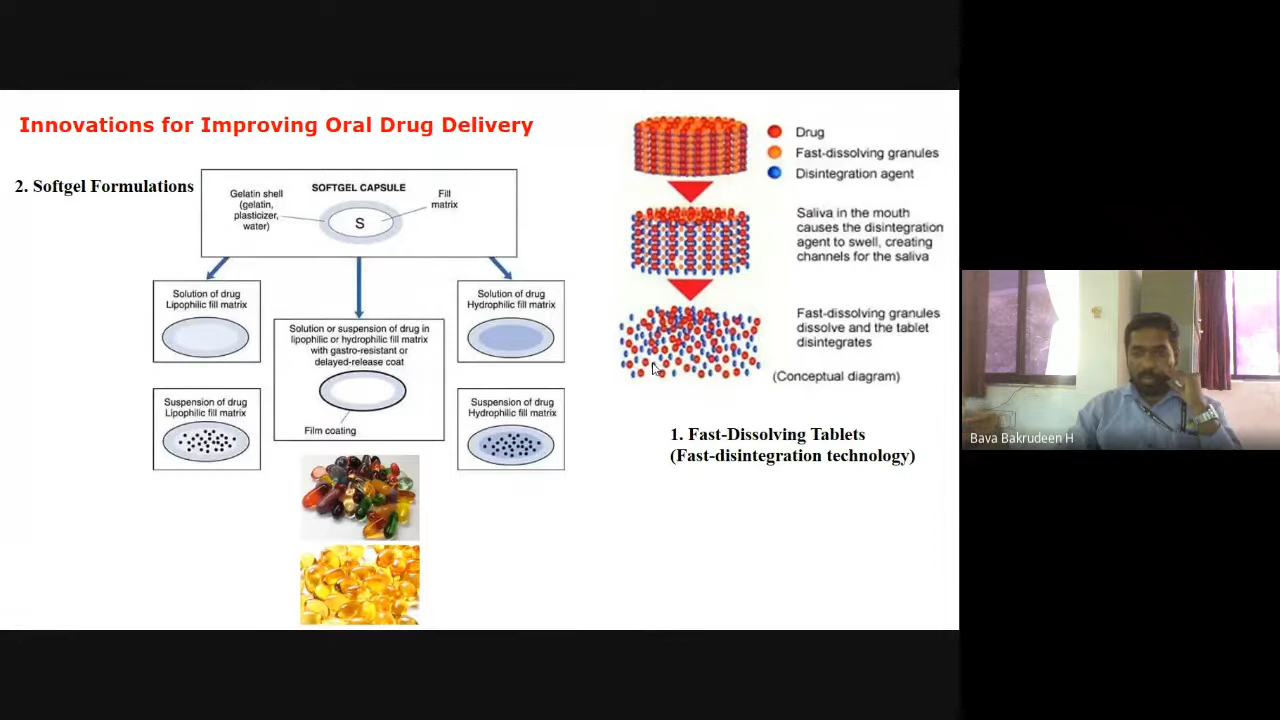 Innovations for Improving Oral Drug Delivery
2. Softgel Formulations
SOFTGEL CAPSULE
Gelatin shell
(gelatin,
plasticizer,
water)
S
Fill
matrix
Solution of drug
Lipophilic fill matrix
Solution or suspension of drug in
lipophilic or hydrophilic fill matrix
with gastro-resistant or
delayed-release coat
Film coating
Solution of drug
Hydrophilic fill matrix
Suspension of drug
Lipophilic fill matrix
Suspension of drug
Hydrophilic fill matrix
Drug
Fast-dissolving granules
Disintegration agent
Saliva in the mouth
causes the disintegration
agent to swell, creating
channels for the saliva
Fast-dissolving granules
dissolve and the tablet
disintegrates
(Conceptual diagram)
1. Fast-Dissolving Tablets
(Fast-disintegration technology)
Bava Bakrudeen H